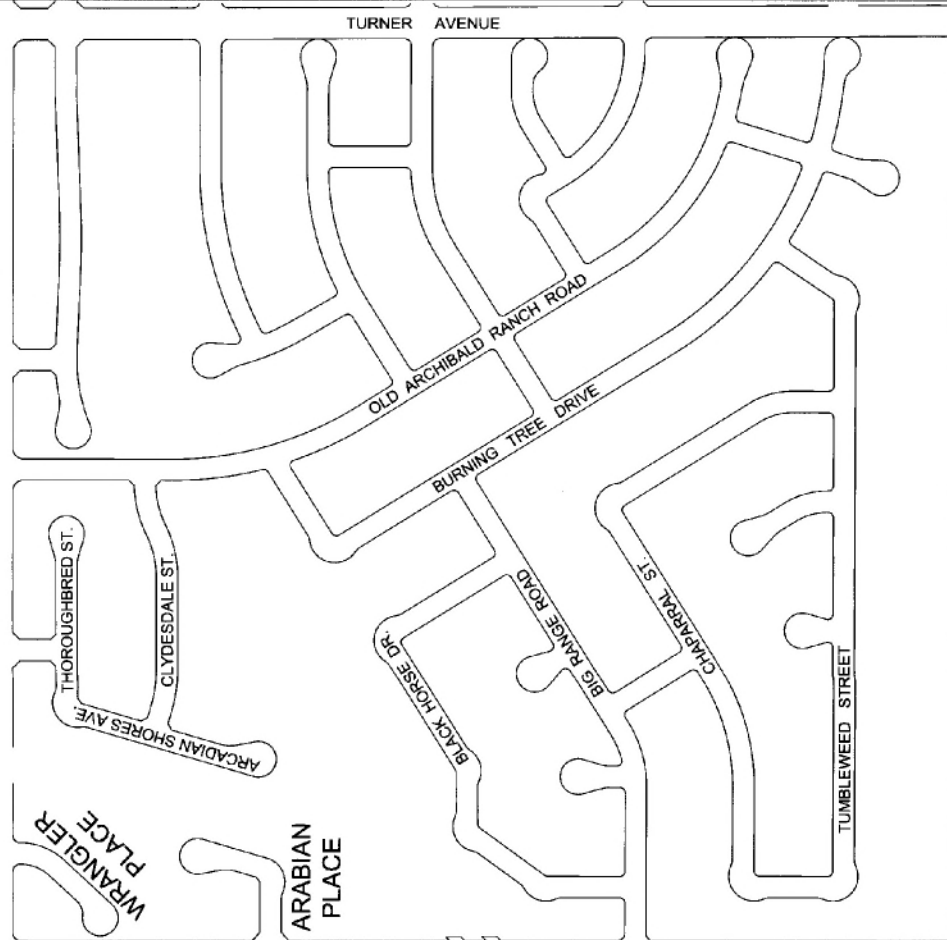 TURNER AVENUE
OLD ARCHIBALD RANCH ROAD
BURNING TREE DRIVE
THOROUGHBRED ST.
CLYDESDALE ST.
BLACK HORSE DR.
BIG RANGE ROAD
CHAPARRAL ST.
TUMBLEWEED STREET
ARCADIAN SHORES AVE.
WRANGLER
PLACE
ARABIAN
PLACE